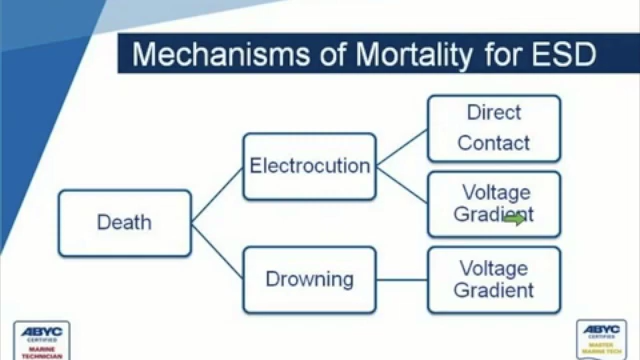 Mechanisms of Mortality for ESD
Death
Electrocution
Drowning
Direct
Contact
Voltage
Gradient
Voltage
Gradient
ABYC
CERTIFIED
MARINE
TECHNICIAN
ABYC
CERTIFIED
MASTER
MARINE TECH